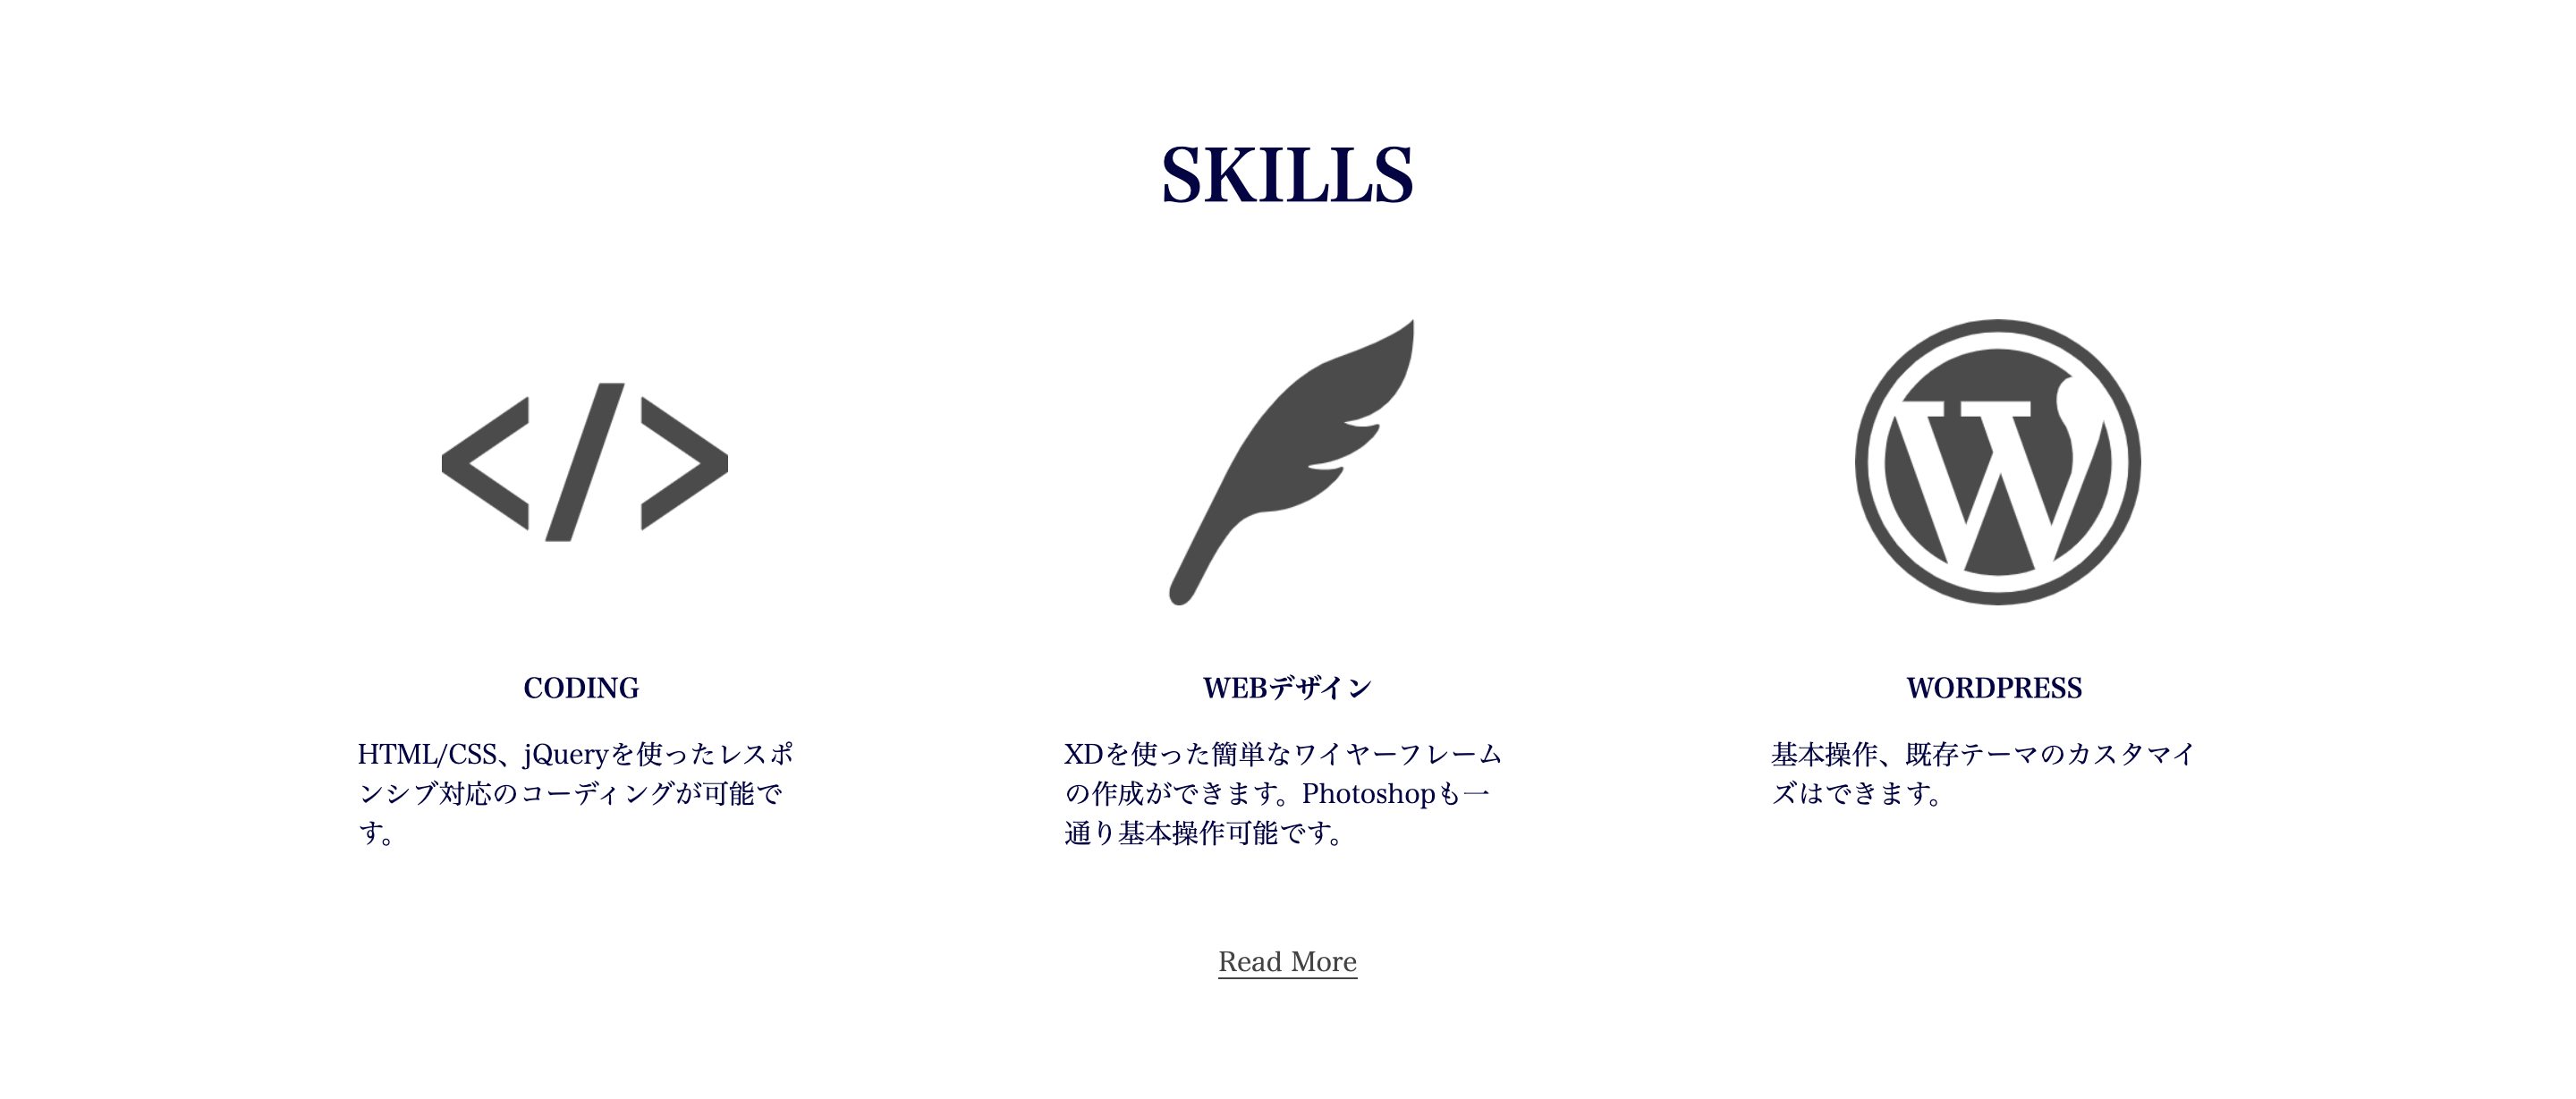 SKILLS
CODING
HTML/CSS、jQueryを使ったレスポ
ンシブ対応のコーディングが可能で
す。
WEBデザイン
XDを使った簡単なワイヤーフレーム
の作成ができます。Photoshopも一
通り基本操作可能です。
WORDPRESS
基本操作、既存テーマのカスタマイ
ズはできます。
Read More